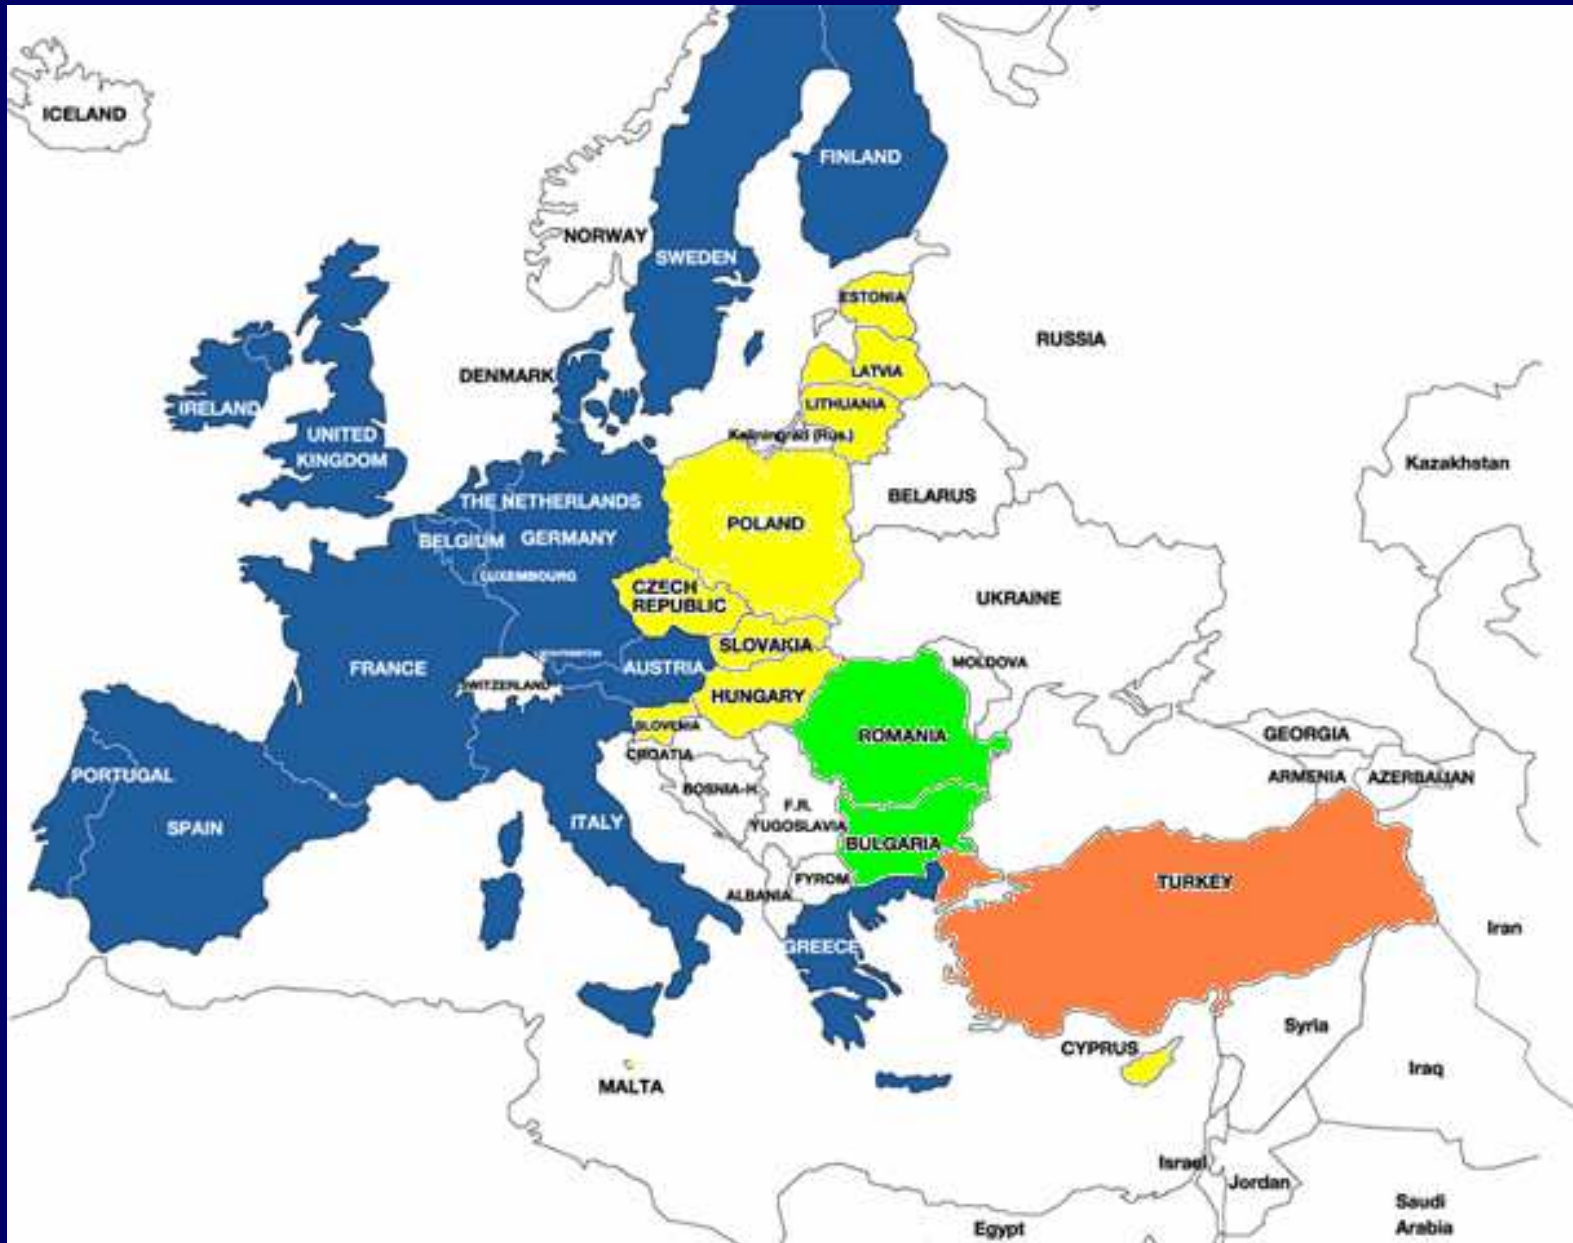 ICELAND
FINLAND
NORWAY
SWEDEN
ESTONIA
RUSSIA
DENMARK
LATVIA
LITHUANIA
IRELAND
UNITED
KINGDOM
Kaliningrad (Rus.)
Kazakhstan
BELARUS
THE NETHERLANDS
POLAND
BELGIUM
GERMANY
LUXEMBOURG
CZECH
REPUBLIC
UKRAINE
SLOVAKIA
FRANCE
AUSTRIA
MOLDOVA
SWITZERLAND
HUNGARY
SLOVENIA
ROMANIA
GEORGIA
CROATIA
PORTUGAL
ARMENIA
AZERBAIJAN
BOSNIA-H.
F.R.
YUGOSLAVIA
SPAIN
ITALY
BULGARIA
FYROM
TURKEY
ALBANIA
Iran
GREECE
Syria
CYPRUS
Iraq
MALTA
Israel
Jordan
Saudi
Arabia
Egypt